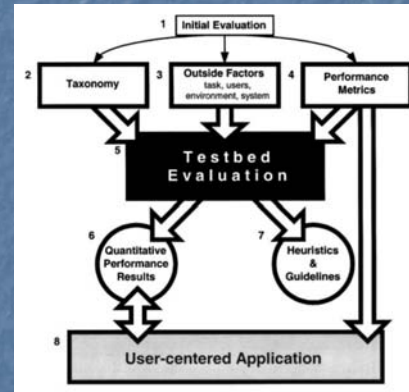 1 Initial Evaluation
2 Taxonomy
3 Outside Factors
task, users,
environment, system
4 Performance
Metrics
5 Testbed
Evaluation
6 Quantitative
Performance
Results
7 Heuristics
&
Guidelines
8 User-centered Application